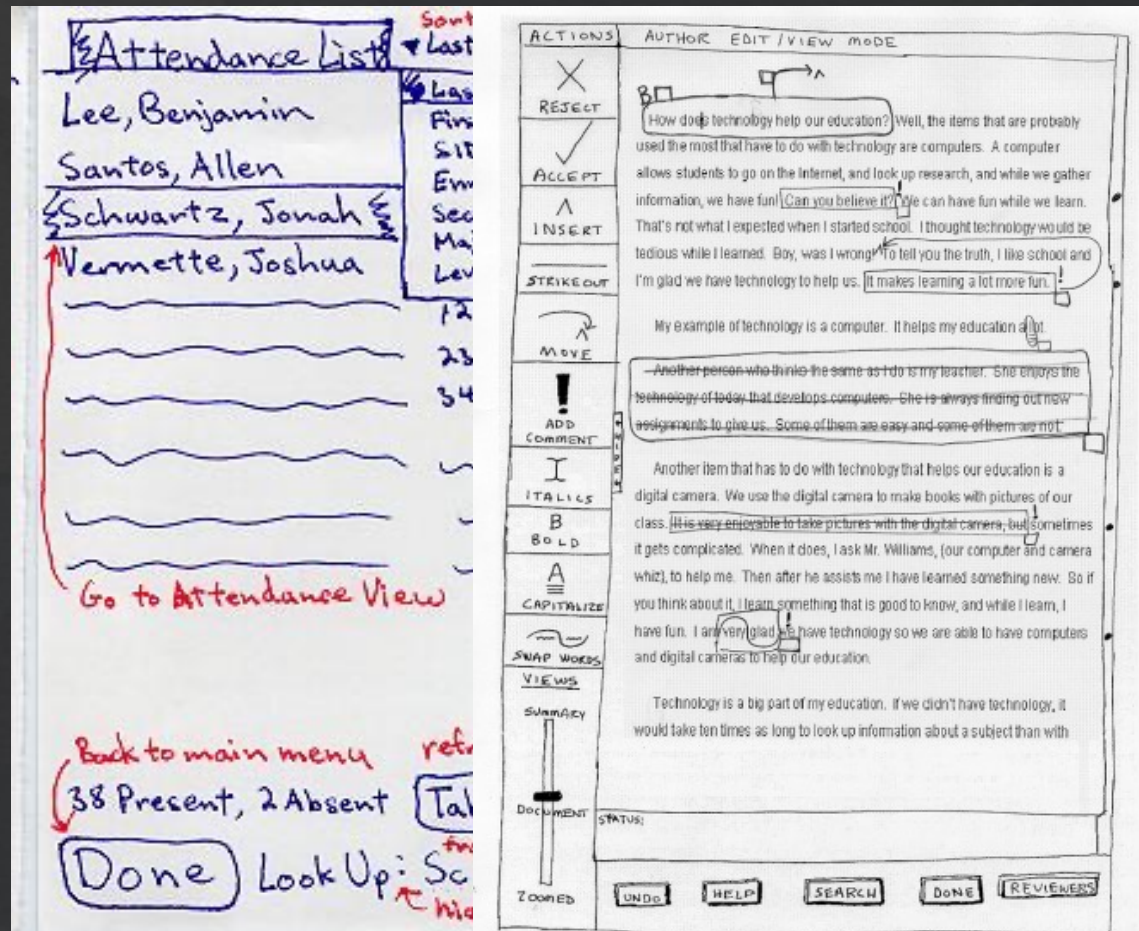 Attendance List
Lee, Benjamin
Santos, Allen
Schwartz, Jonah
Vermette, Joshua
Go to Attendance View
Back to main menu
38 Present, 2 Absent
Done
Look Up:
Last
ACTIONS
REJECT
ACCEPT
INSERT
STRIKEOUT
MOVE
ADD
COMMENT
ITALICS
B
BOLD
A
CAPITALIZE
SWAP WORDS
VIEWS
SUMMARY
DOCUMENT
ZOOMED
AUTHOR EDIT/VIEW MODE
B
How does technology help our education? Well, the items that are probably
used the most that have to do with technology are computers. A computer
allows students to go on the Internet, and look up research, and while we gather
information, we have fun! Can you believe it? We can have fun while we learn.
That's not what I expected when I started school. I thought technology would be
tedious while I learned. Boy, was I wrong! To tell you the truth, I like school and
I'm glad we have technology to help us. It makes learning a lot more fun.
My example of technology is a computer. It helps my education a lot.
Another person who thinks the same as I do is my teacher. She enjoys the
technology of today that develops computers. She is always finding out new
assignments to give us. Some of them are easy and some of them are not.
Another item that has to do with technology that helps our education is a
digital camera. We use the digital camera to make books with pictures of our
class. It is very enjoyable to take pictures with the digital camera, but sometimes
it gets complicated. When it does, I ask Mr. Williams, (our computer and camera
whiz), to help me. Then after he assists me I have learned something new. So if
you think about it, I learn something that is good to know, and while I learn, I
have fun. I am very glad we have technology so we are able to have computers
and digital cameras to help our education.
Technology is a big part of my education. If we didn't have technology, it
would take ten times as long to look up information about a subject than with
STATUS:
UNDO
HELP
SEARCH
DONE
REVIEWERS